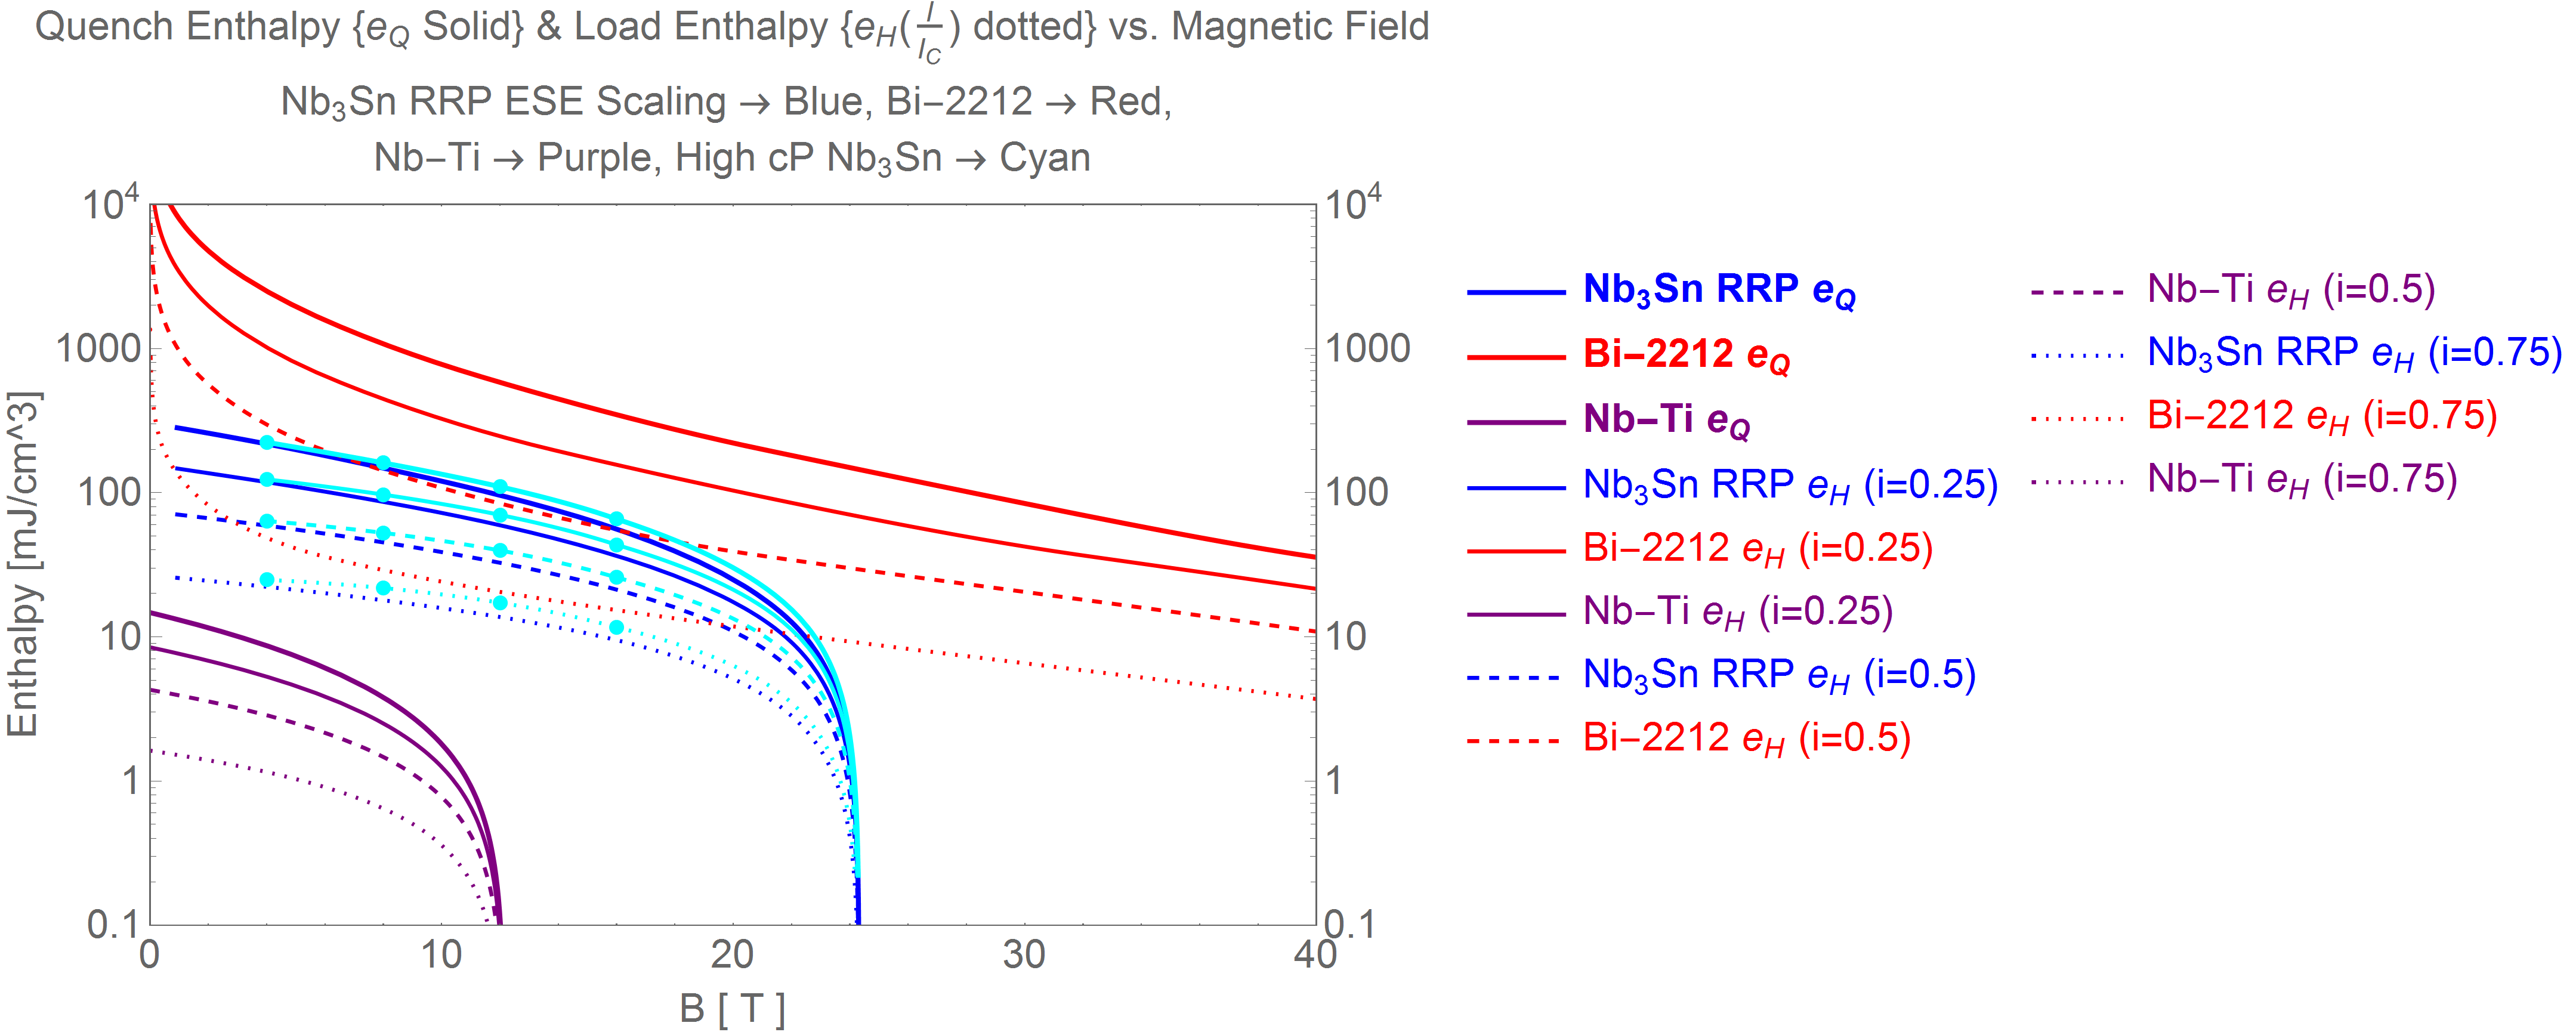 Quench Enthalpy {eQ Solid} & Load Enthalpy {eH(I/IC) dotted} vs. Magnetic Field
Nb3Sn RRP ESE Scaling → Blue, Bi−2212 → Red,
Nb−Ti → Purple, High cP Nb3Sn → Cyan
10^4
1000
100
10
1
0.1
10^4
1000
100
10
1
0.1
0
10
20
30
40
Enthalpy [mJ/cm^3]
B [ T ]
Nb3Sn RRP eQ
Bi−2212 eQ
Nb−Ti eQ
Nb3Sn RRP eH (i=0.25)
Bi−2212 eH (i=0.25)
Nb−Ti eH (i=0.25)
Nb3Sn RRP eH (i=0.5)
Bi−2212 eH (i=0.5)
Nb−Ti eH (i=0.5)
Nb3Sn RRP eH (i=0.75)
Bi−2212 eH (i=0.75)
Nb−Ti eH (i=0.75)